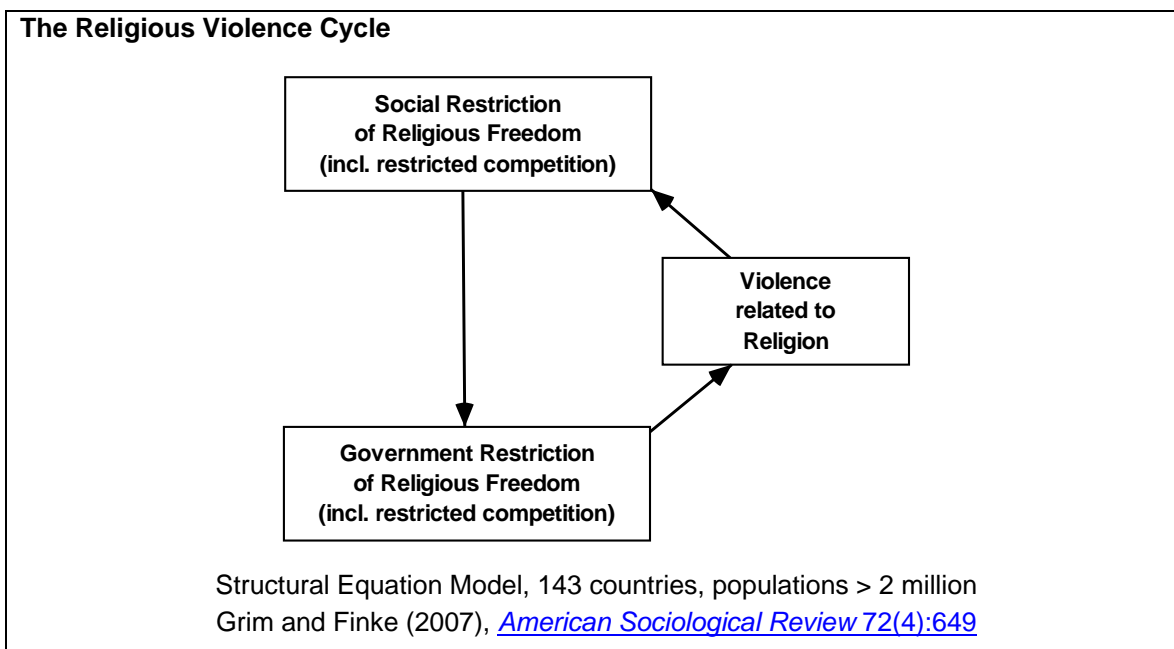 The Religious Violence Cycle
Social Restriction
of Religious Freedom
(incl. restricted competition)
Violence
related to
Religion
Government Restriction
of Religious Freedom
(incl. restricted competition)
Structural Equation Model, 143 countries, populations > 2 million
Grim and Finke (2007), American Sociological Review 72(4):649